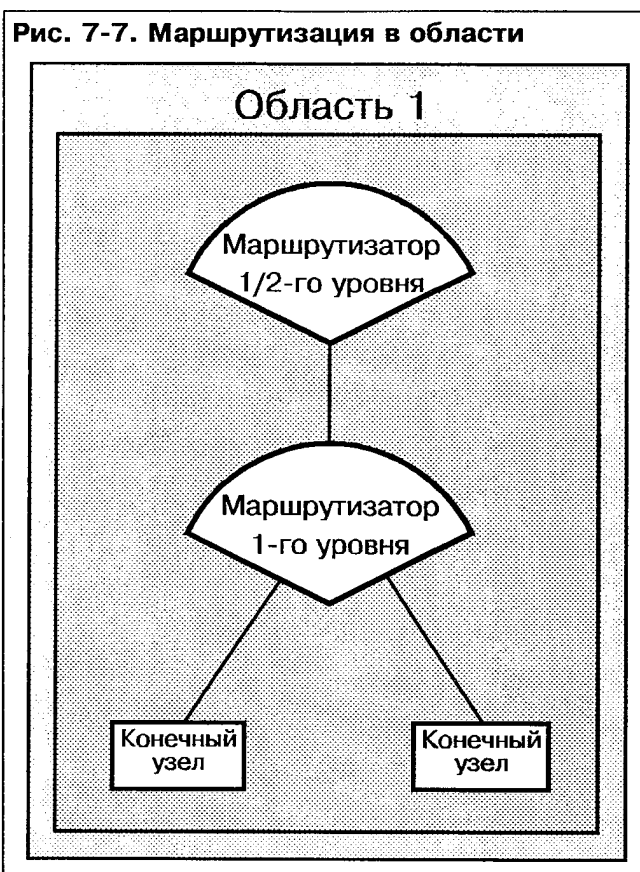 Рис. 7-7. Маршрутизация в области
Область 1
Маршрутизатор
1/2-го уровня
Маршрутизатор
1-го уровня
Конечный
узел
Конечный
узел